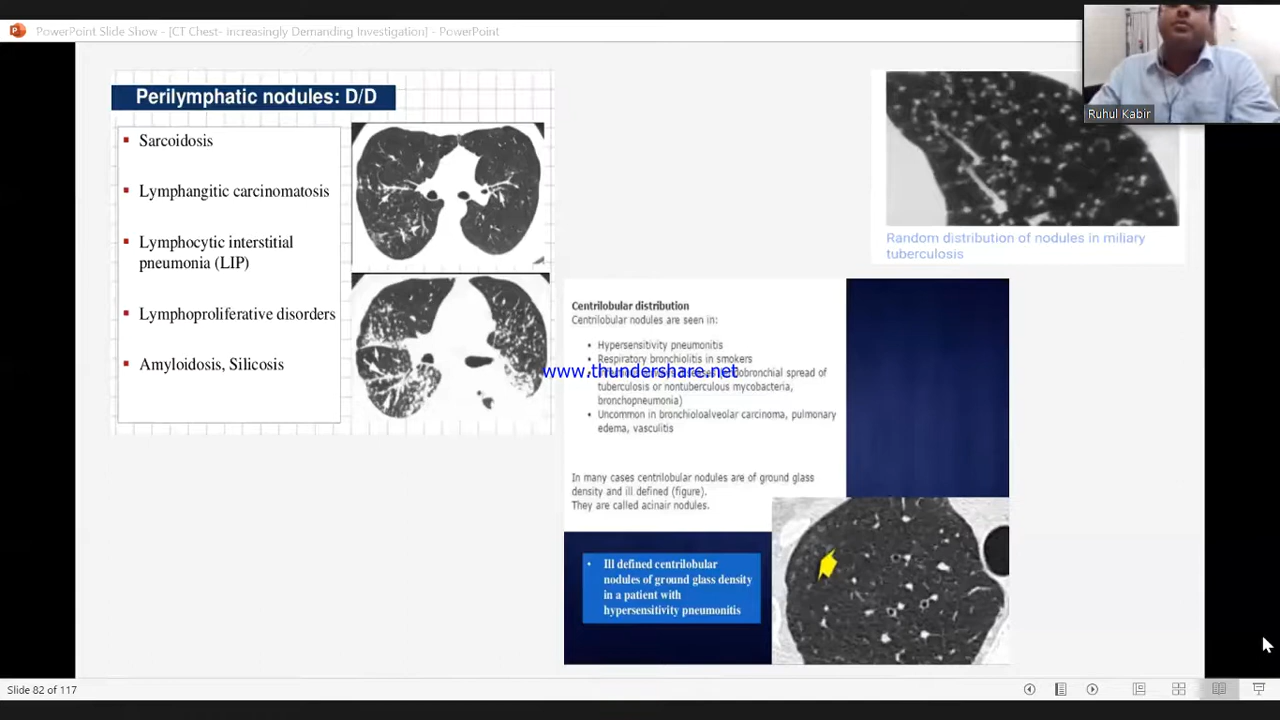 PowerPoint Slide Show - [CT Chest- Increasingly Demanding Investigation] - PowerPoint
Ruhul Kabir
Perilymphatic nodules: D/D
Sarcoidosis
Lymphangitic carcinomatosis
Lymphocytic interstitial
pneumonia (LIP)
Lymphoproliferative disorders
Amyloidosis, Silicosis
Random distribution of nodules in miliary
tuberculosis
Centrilobular distribution
Centrilobular nodules are seen in:
Hypersensitivity pneumonitis
Respiratory bronchiolitis in smokers
www.thundershare.net
spread of
tuberculosis or nontuberculous mycobacteria,
bronchopneumonia)
Uncommon in bronchioloalveolar carcinoma, pulmonary
edema, vasculitis
In many cases centrilobular nodules are of ground glass
density and ill defined (figure).
They are called acinair nodules.
Ill defined centrilobular
nodules of ground glass density
in a patient with
hypersensitivity pneumonitis
Slide 82 of 117